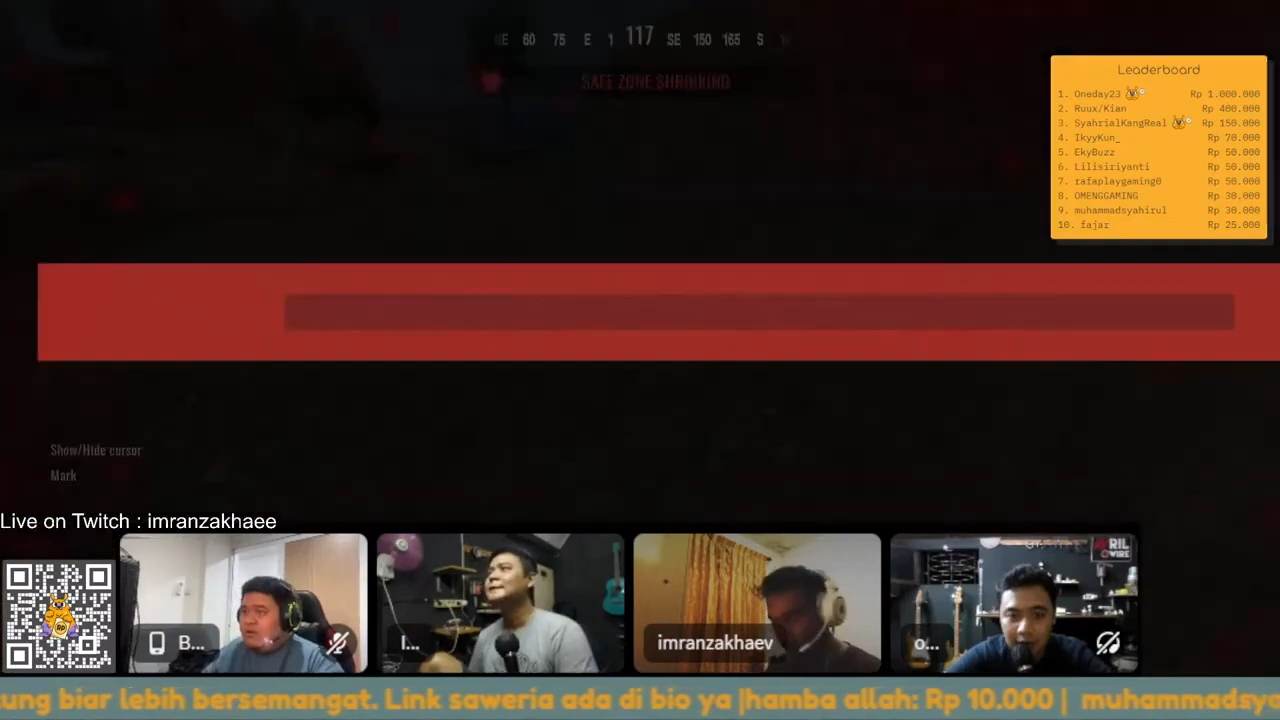 NE 60 75 E 1 117 SE 150 165 S W
SAFE ZONE SHRINKING
Leaderboard
1. Oneday23 Rp 1.000.000
2. Ruux/Kian Rp 400.000
3. SyahrialKangReal Rp 150.000
4. IkyyKun_ Rp 70.000
5. EkyBuzz Rp 50.000
6. Lilisiriyanti Rp 50.000
7. rafaplaygaming0 Rp 50.000
8. OMENGGAMING Rp 30.000
9. muhammadsyahirul Rp 30.000
10. fajar Rp 25.000
Show/Hide cursor
Mark
Live on Twitch : imranzakhaee
B...
I...
imranzakhaev
o...
RP
ung biar lebih bersemangat. Link saweria ada di bio ya |hamba allah: Rp 10.000 | muhammadsya